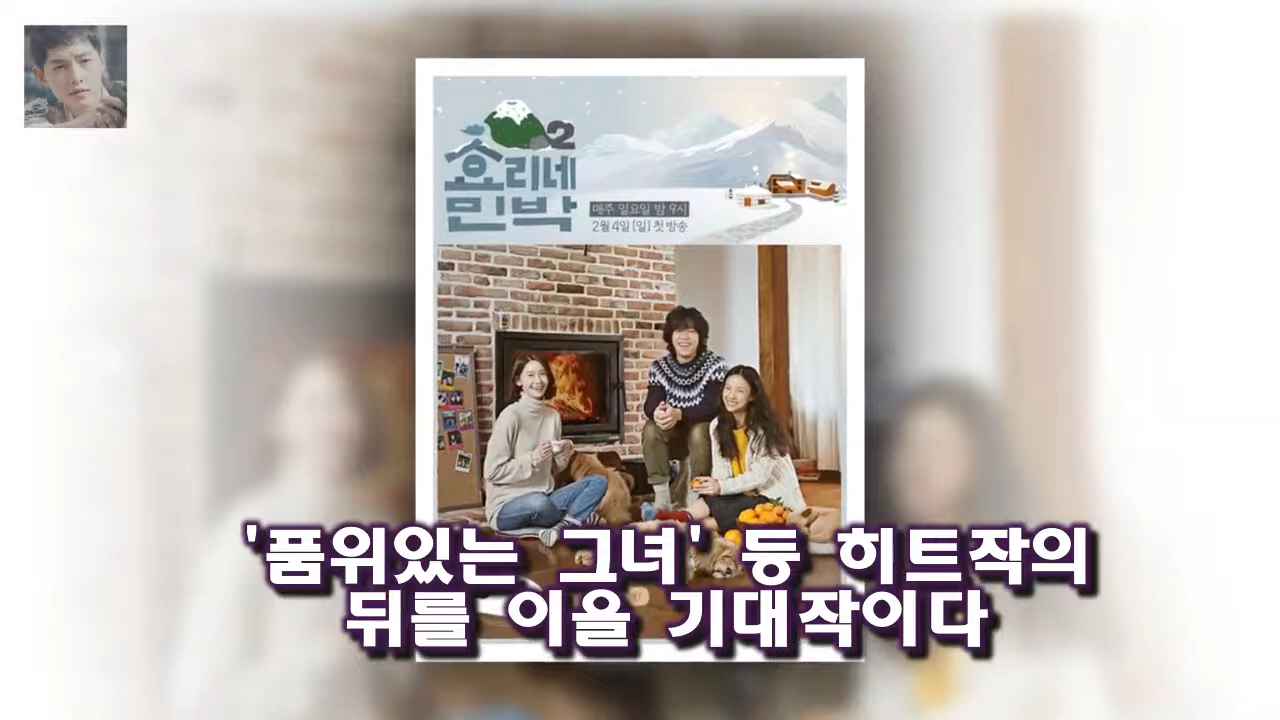 효리네 2
민박
매주 일요일 밤 9시
2월 4일 [일] 첫 방송
'품위있는 그녀' 등 히트작의
뒤를 이을 기대작이다